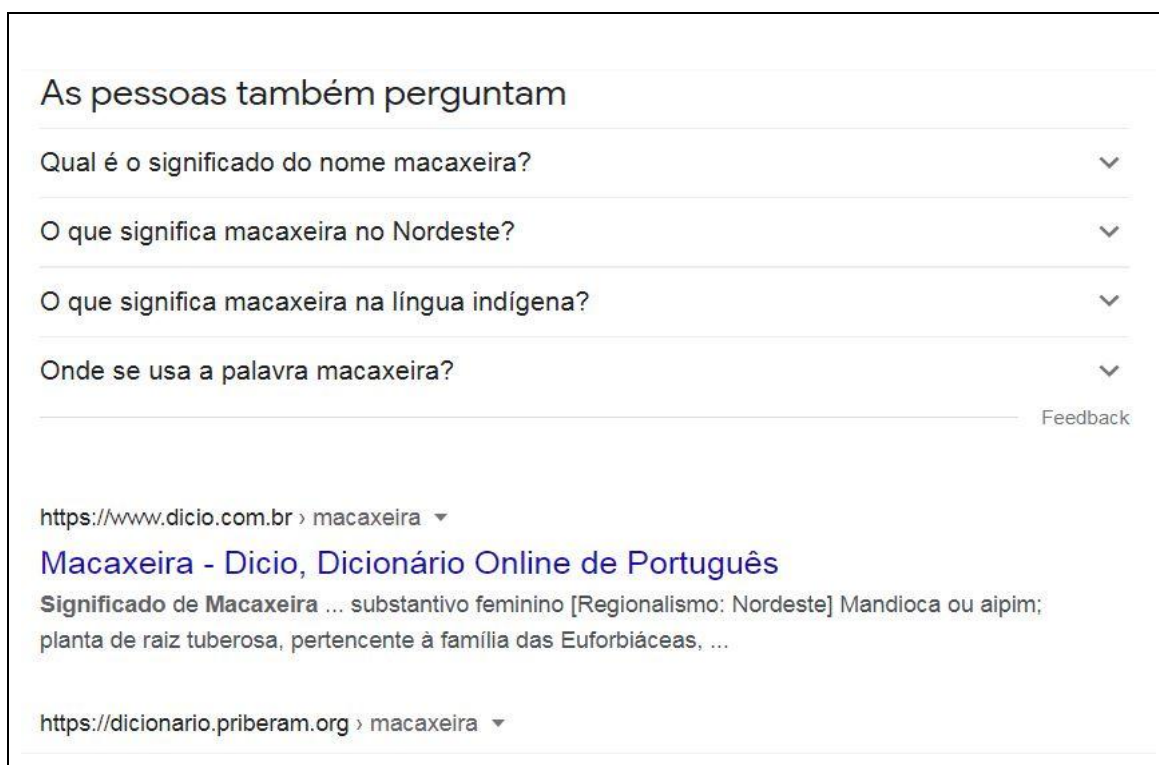 As pessoas também perguntam
Qual é o significado do nome macaxeira?
O que significa macaxeira no Nordeste?
O que significa macaxeira na língua indígena?
Onde se usa a palavra macaxeira?
Feedback
https://www.dicio.com.br › macaxeira
Macaxeira - Dicio, Dicionário Online de Português
Significado de Macaxeira ... substantivo feminino [Regionalismo: Nordeste] Mandioca ou aipim;
planta de raiz tuberosa, pertencente à família das Euforbiáceas, ...
https://dicionario.priberam.org › macaxeira